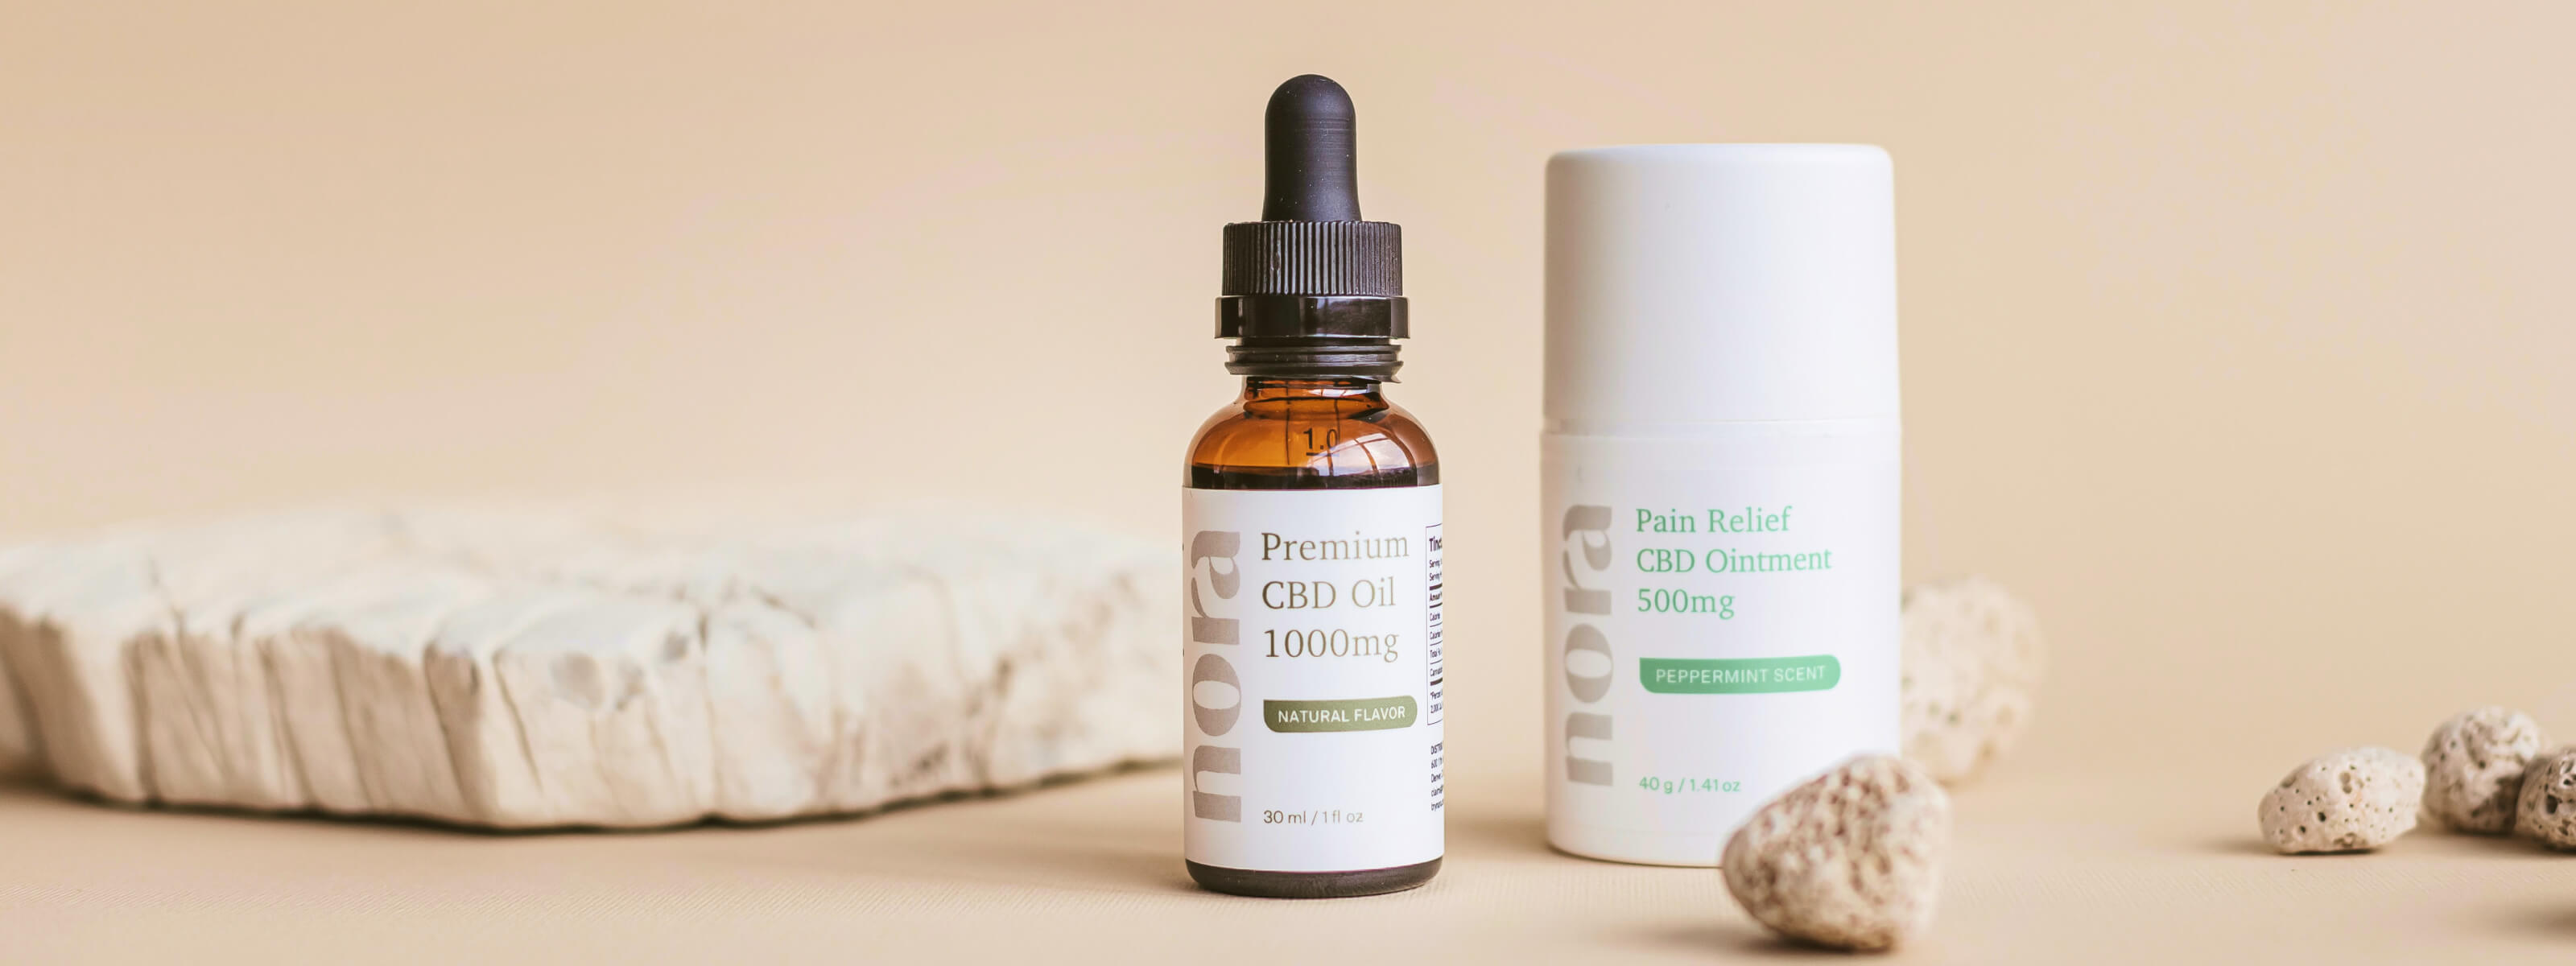 nora
Premium
CBD Oil
1000mg
NATURAL FLAVOR
30 ml / 1 fl oz
1.0
nora
Pain Relief
CBD Ointment
500mg
PEPPERMINT SCENT
40 g / 1.41 oz